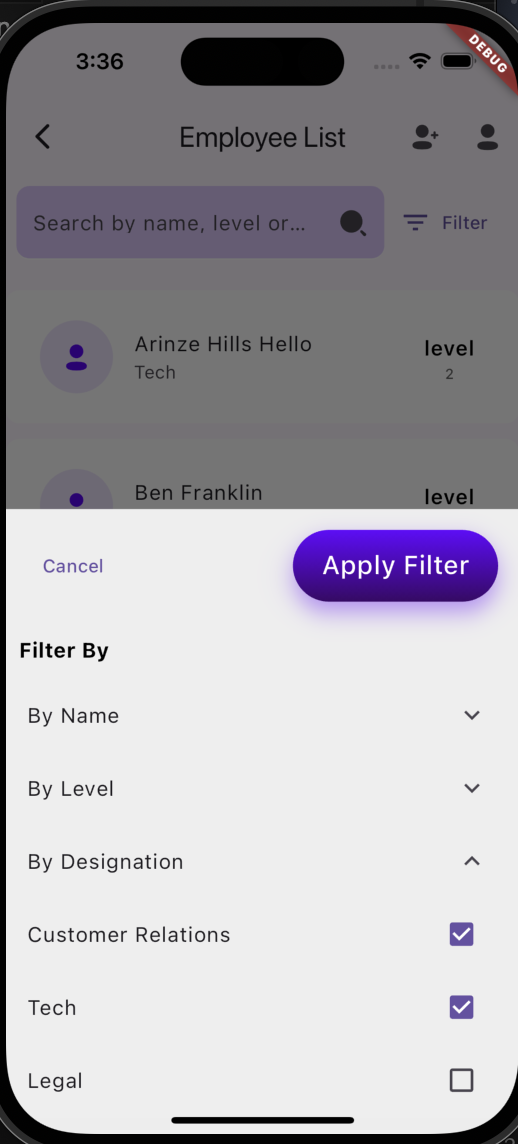 3:36
DEBUG
Employee List
Search by name, level or...
Filter
Arinze Hills Hello
level
Tech
2
Ben Franklin
level
Cancel
Apply Filter
Filter By
By Name
By Level
By Designation
Customer Relations
Tech
Legal